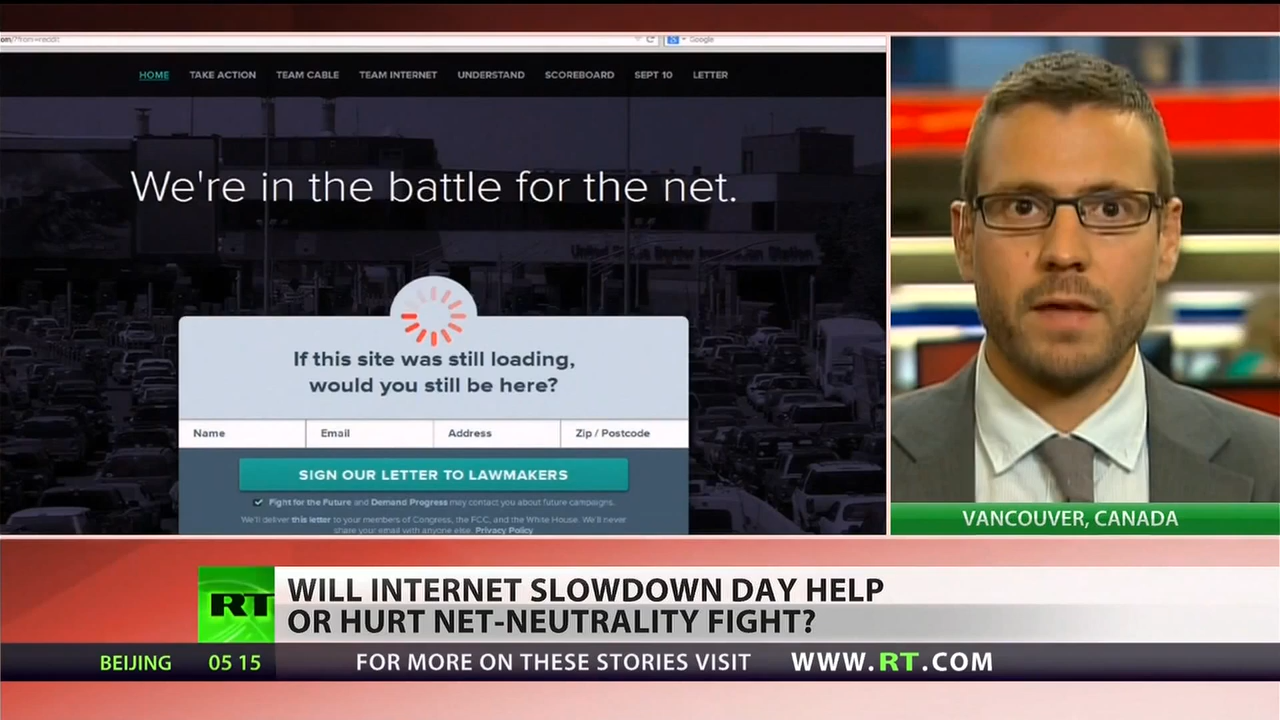 om/?from=reddit
Google
HOME TAKE ACTION TEAM CABLE TEAM INTERNET UNDERSTAND SCOREBOARD SEPT 10 LETTER
We're in the battle for the net.
If this site was still loading,
would you still be here?
Name Email Address Zip / Postcode
SIGN OUR LETTER TO LAWMAKERS
Fight for the Future and Demand Progress may contact you about future campaigns.
We'll deliver this letter to your members of Congress, the FCC, and the White House. We'll never
share your email with anyone else. Privacy Policy
VANCOUVER, CANADA
RT WILL INTERNET SLOWDOWN DAY HELP
OR HURT NET-NEUTRALITY FIGHT?
BEIJING 05 15 FOR MORE ON THESE STORIES VISIT WWW.RT.COM